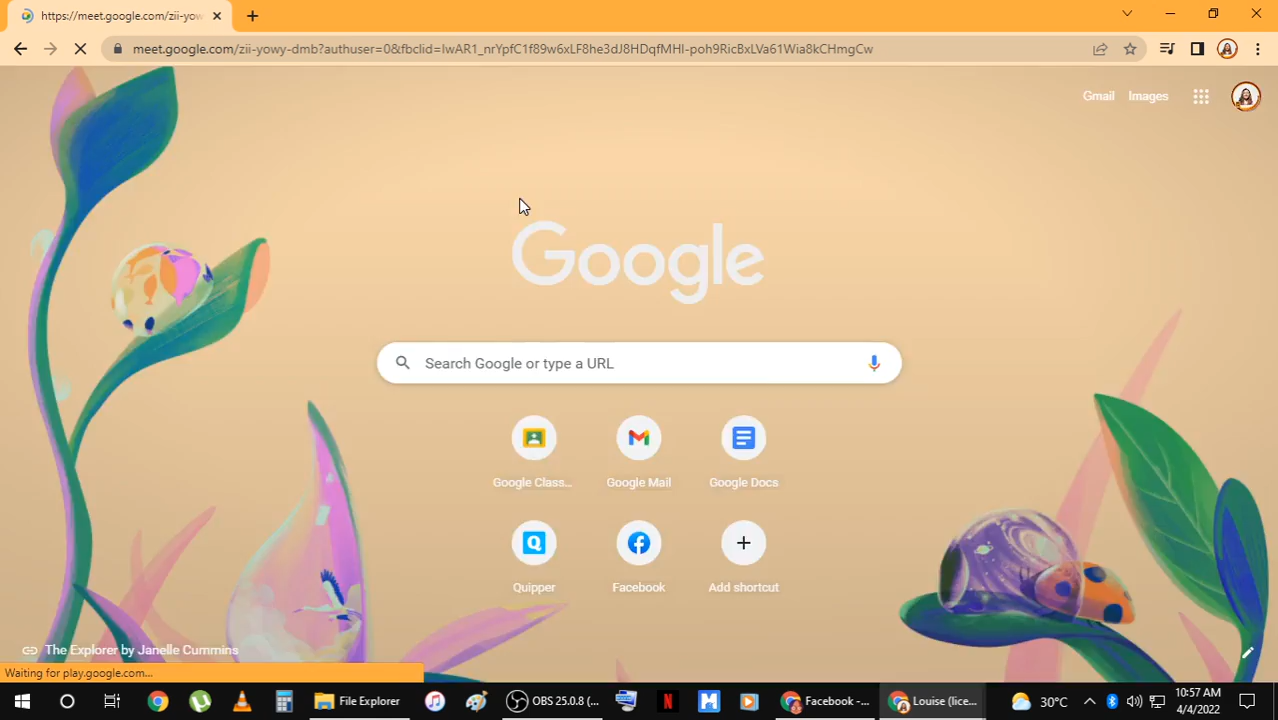 https://meet.google.com/zii-yow
meet.google.com/zii-yowy-dmb?authuser=0&fbclid=IwAR1_nrYpfC1f89w6xLF8he3dJ8HDqfMHI-poh9RicBxLVa61Wia8kCHmgCw
Gmail Images
Google
Search Google or type a URL
Google Class... Google Mail Google Docs
Quipper Facebook Add shortcut
The Explorer by Janelle Cummins
Waiting for play.google.com...
File Explorer OBS 25.0.8 (... Facebook -... Louise (lice... 30°C 10:57 AM
4/4/2022